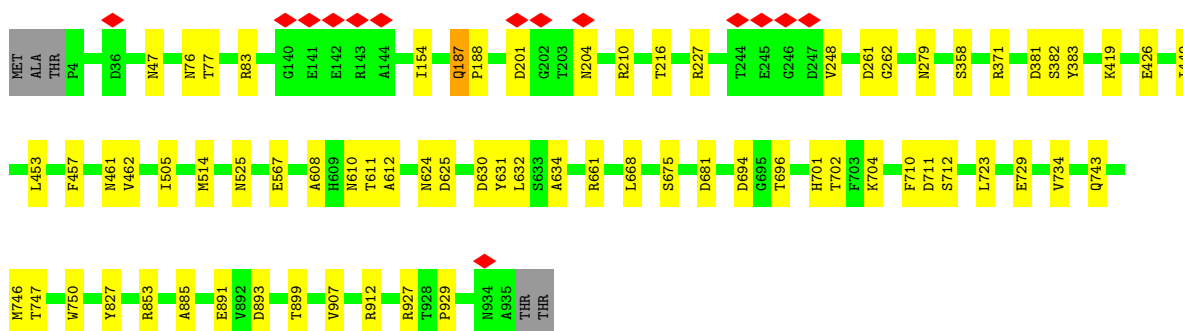 MET ALA THR P4 D36 N47 N76 T77 R83 G140 E141 E142 R143 A144 I154 Q187 P188 D201 G202 T203 N204 R210 T216 R227 T244 E245 G246 D247 V248 D261 G262 N279 S358 R371 D381 S382 Y383 K419 E426
L453 F457 N461 V462 I505 M514 N525 E567 A608 H609 N610 T611 A612 N624 D625 D630 Y631 L632 S633 A634 R661 L668 S675 D681 D694 G695 T696 H701 T702 F703 K704 F710 D711 S712 L723 E729 V734 Q743
M746 T747 W750 Y827 R853 A885 E891 V892 D893 T899 V907 R912 R927 T928 P929 N934 A935 THR THR